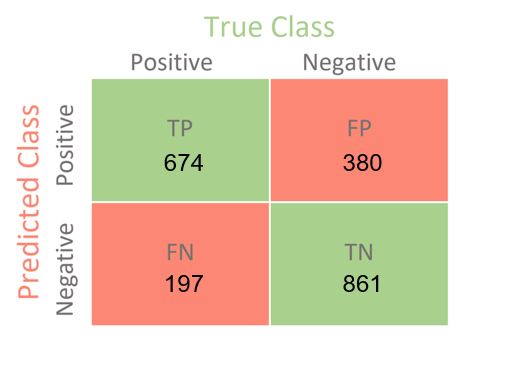 True Class
Positive Negative
Predicted Class
Positive
TP FP
674 380
Negative
FN TN
197 861